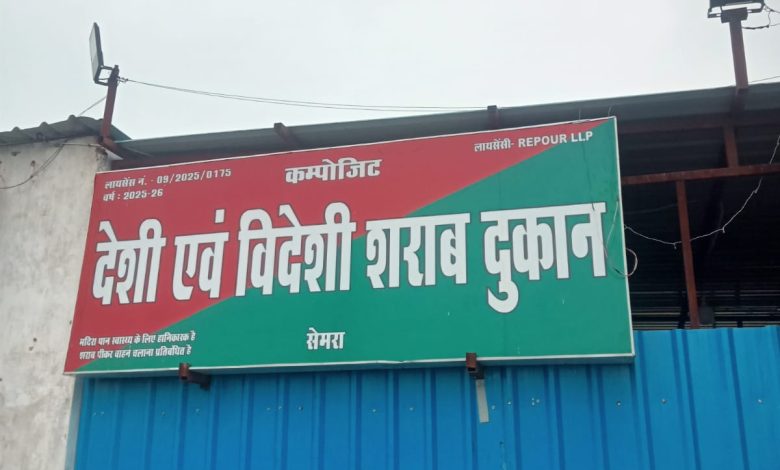 लायसेंस नं. - 09/2025/0175
वर्ष : 2025-26
कम्पोजिट
लायसेंसी- REPOUR LLP
देशी एवं विदेशी शराब दुकान
मदिरा पान स्वास्थ्य के लिए हानिकारक है
शराब पीकर वाहन चलाना प्रतिबंधित है
सेमरा